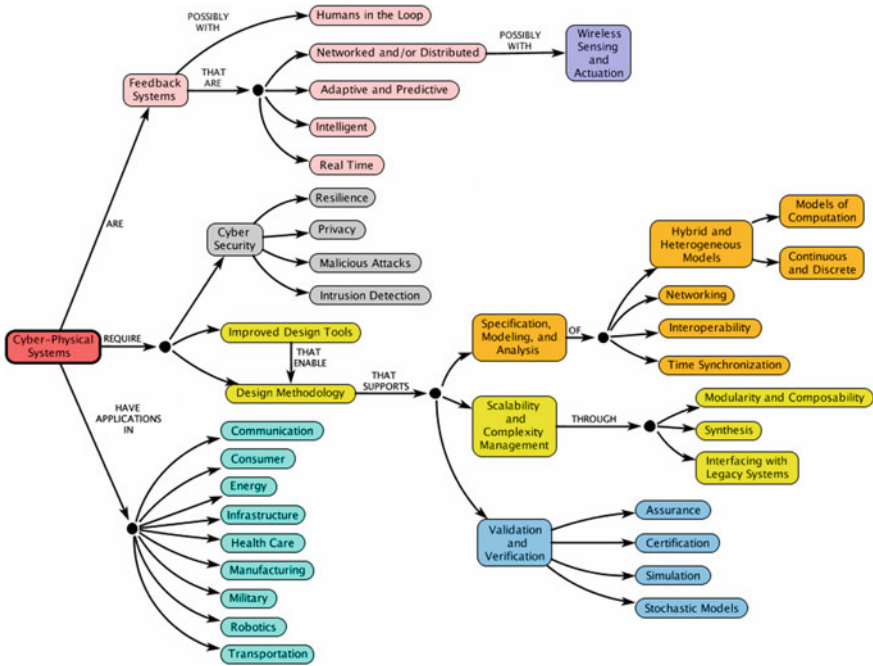 POSSIBLY
WITH
Humans in the Loop
Networked and/or Distributed
POSSIBLY
WITH
Wireless
Sensing
and
Actuation
Feedback
Systems
THAT
ARE
Adaptive and Predictive
Intelligent
Real Time
ARE
Cyber
Security
Resilience
Privacy
Malicious Attacks
Intrusion Detection
Cyber-Physical
Systems
REQUIRE
Improved Design Tools
THAT
ENABLE
Design Methodology
THAT
SUPPORTS
Specification,
Modeling, and
Analysis
OF
Hybrid and
Heterogeneous
Models
Models of
Computation
Continuous
and Discrete
Networking
Interoperability
Time Synchronization
Scalability
and
Complexity
Management
THROUGH
Modularity and Composability
Synthesis
Interfacing with
Legacy Systems
Validation
and
Verification
Assurance
Certification
Simulation
Stochastic Models
HAVE
APPLICATIONS
IN
Communication
Consumer
Energy
Infrastructure
Health Care
Manufacturing
Military
Robotics
Transportation